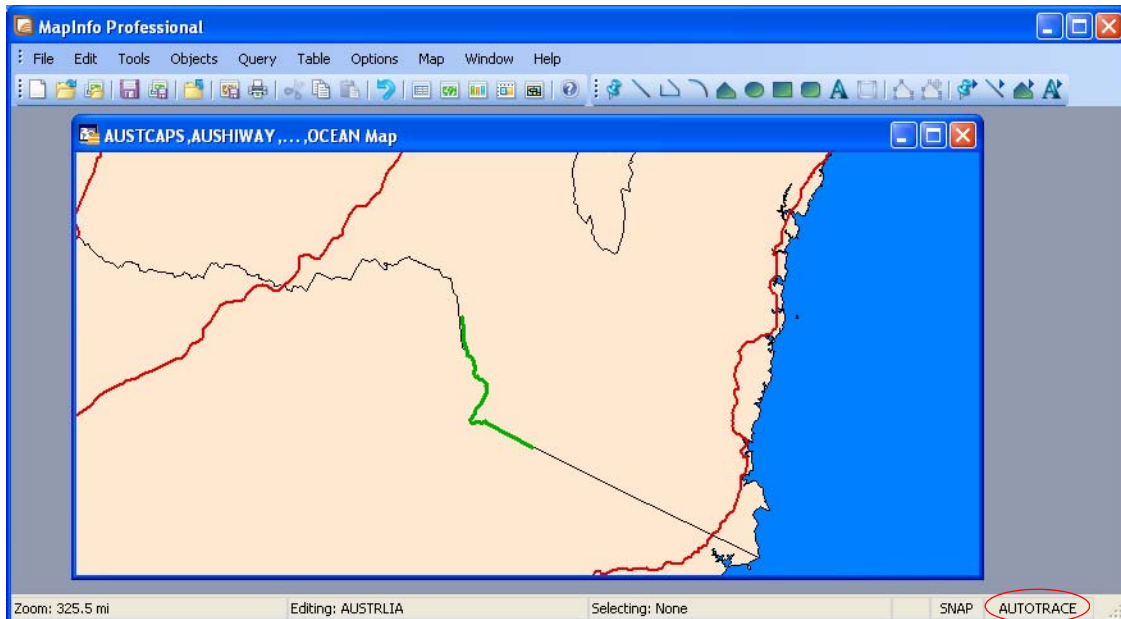 MapInfo Professional
File Edit Tools Objects Query Table Options Map Window Help
AUSTCAPS,AUSHIWAY,...,OCEAN Map
Zoom: 325.5 mi Editing: AUSTRLIA Selecting: None SNAP AUTOTRACE